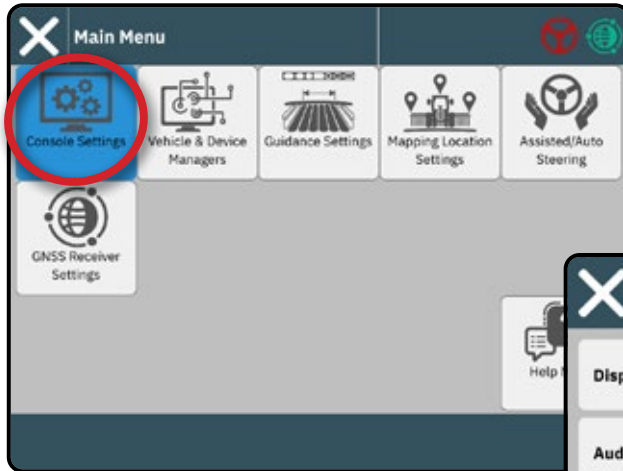 Main Menu
Console Settings
Vehicle & Device
Managers
Guidance Settings
Mapping Location
Settings
Assisted/Auto
Steering
GNSS Receiver
Settings
Help
Disp
Aud